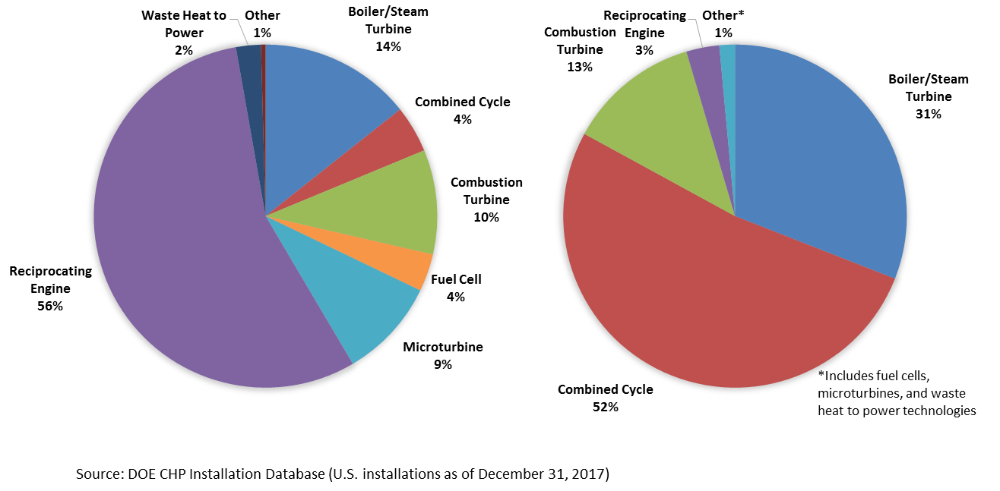 Waste Heat to
Power
2%
Other
1%
Boiler/Steam
Turbine
14%
Combined Cycle
4%
Combustion
Turbine
10%
Fuel Cell
4%
Microturbine
9%
Reciprocating
Engine
56%
Combustion
Turbine
13%
Reciprocating
Engine
3%
Other*
1%
Boiler/Steam
Turbine
31%
Combined Cycle
52%
*Includes fuel cells,
microturbines, and waste
heat to power technologies
Source: DOE CHP Installation Database (U.S. installations as of December 31, 2017)